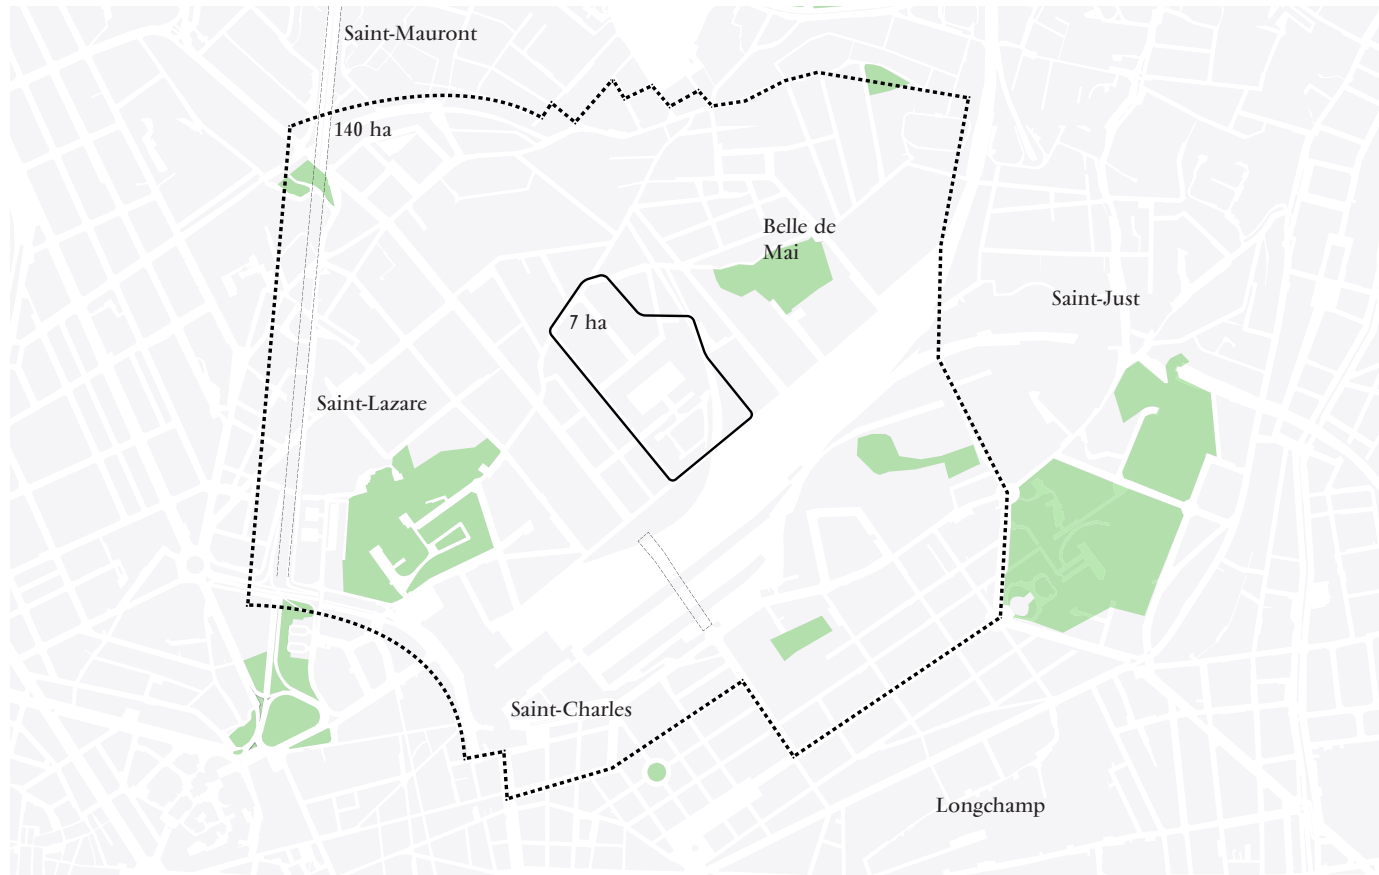 Saint-Mauront
140 ha
Belle de
Mai
Saint-Just
7 ha
Saint-Lazare
Saint-Charles
Longchamp